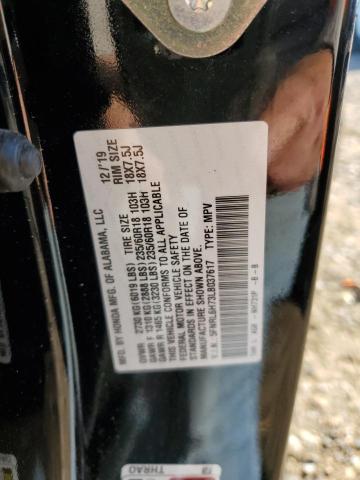 MFD. BY HONDA MFG. OF ALABAMA, LLC 12/19
TIRE SIZE RIM SIZE
GVWR 2730 KG(6019 LBS)
GAWR F 1310 KG(2888 LBS) 235/60R18 103H 18X7.5J
GAWR R 1465 KG(3230 LBS) 235/60R18 103H 18X7.5J
THIS VEHICLE CONFORMS TO ALL APPLICABLE
FEDERAL MOTOR VEHICLE SAFETY
STANDARDS IN EFFECT ON THE DATE OF
MANUFACTURE SHOWN ABOVE.
V.I.N. 5FNRL6H73LB037617 TYPE: MPV
THRAO